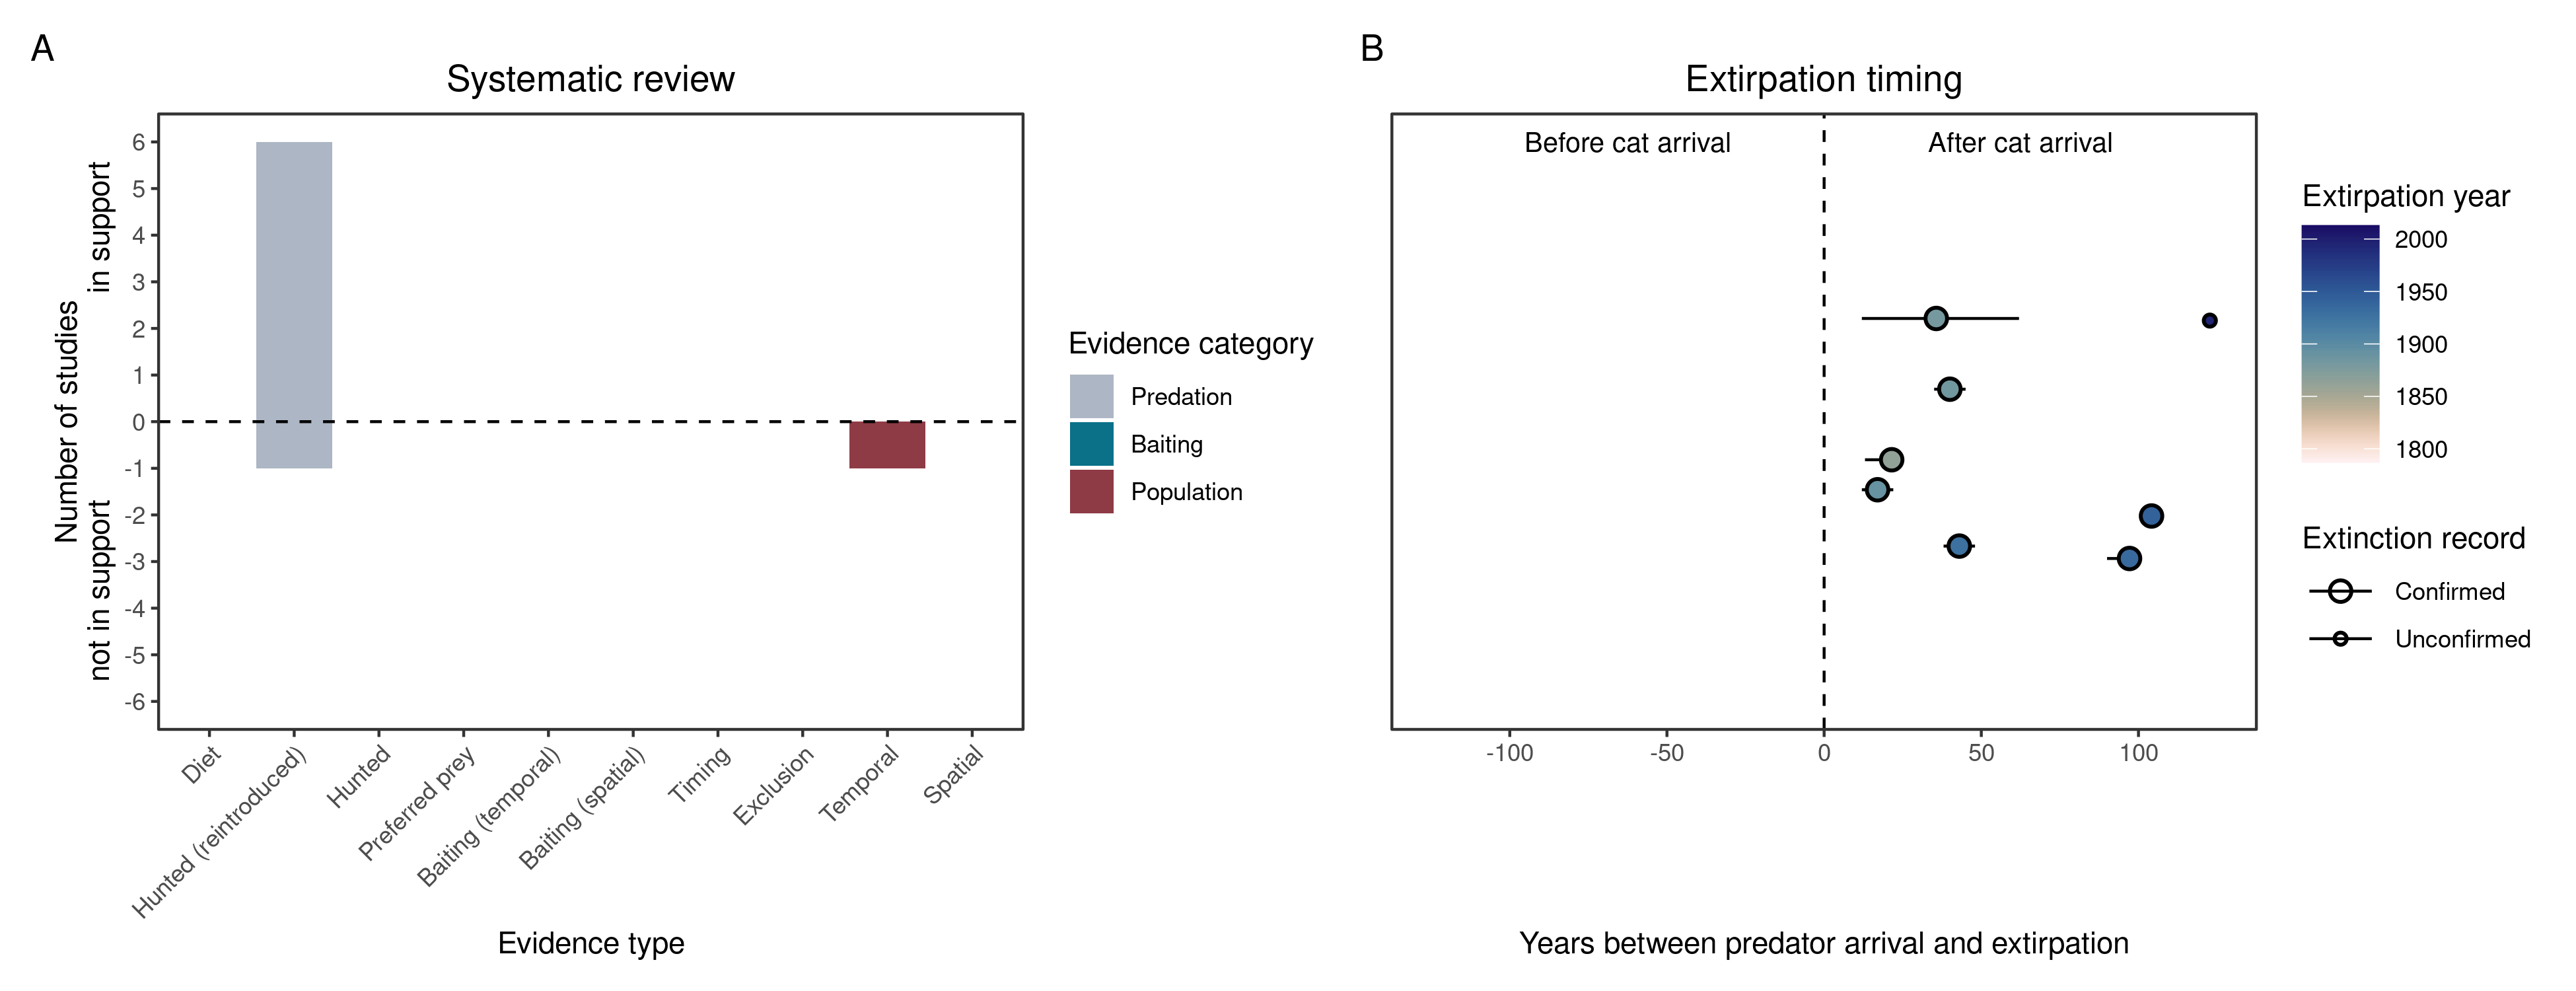 A
Systematic review
Number of studies
not in support
in support
6
5
4
3
2
1
0
-1
-2
-3
-4
-5
-6
Diet
Hunted (reintroduced)
Hunted
Preferred prey
Baiting (temporal)
Baiting (spatial)
Timing
Exclusion
Temporal
Spatial
Evidence type
Evidence category
Predation
Baiting
Population
B
Extirpation timing
Before cat arrival
After cat arrival
-100
-50
0
50
100
Years between predator arrival and extirpation
Extirpation year
2000
1950
1900
1850
1800
Extinction record
Confirmed
Unconfirmed